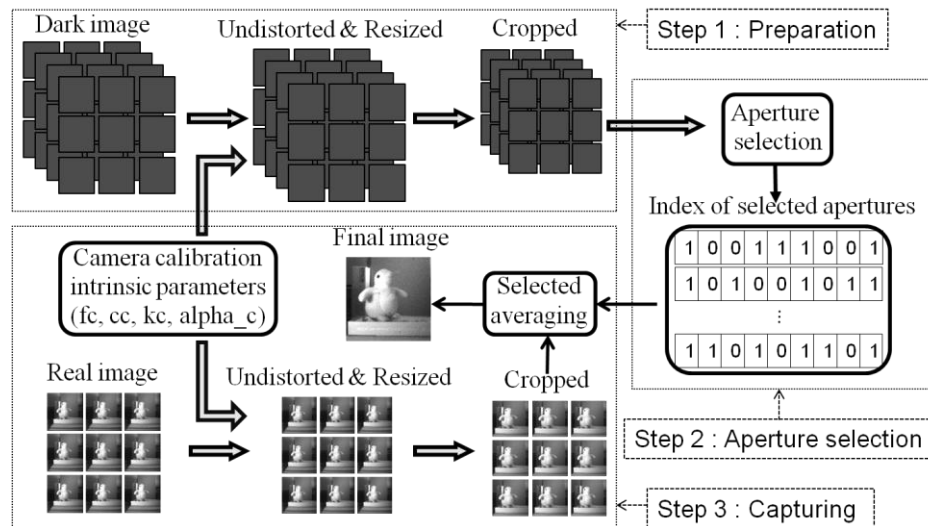 Dark image
Undistorted & Resized
Cropped
Step 1 : Preparation
Aperture
selection
Index of selected apertures
1 0 0 1 1 1 0 0 1
1 0 1 0 0 1 0 1 1
⋮
1 1 0 1 0 1 1 0 1
Step 2 : Aperture selection
Camera calibration
intrinsic parameters
(fc, cc, kc, alpha_c)
Final image
Selected
averaging
Real image
Undistorted & Resized
Cropped
Step 3 : Capturing